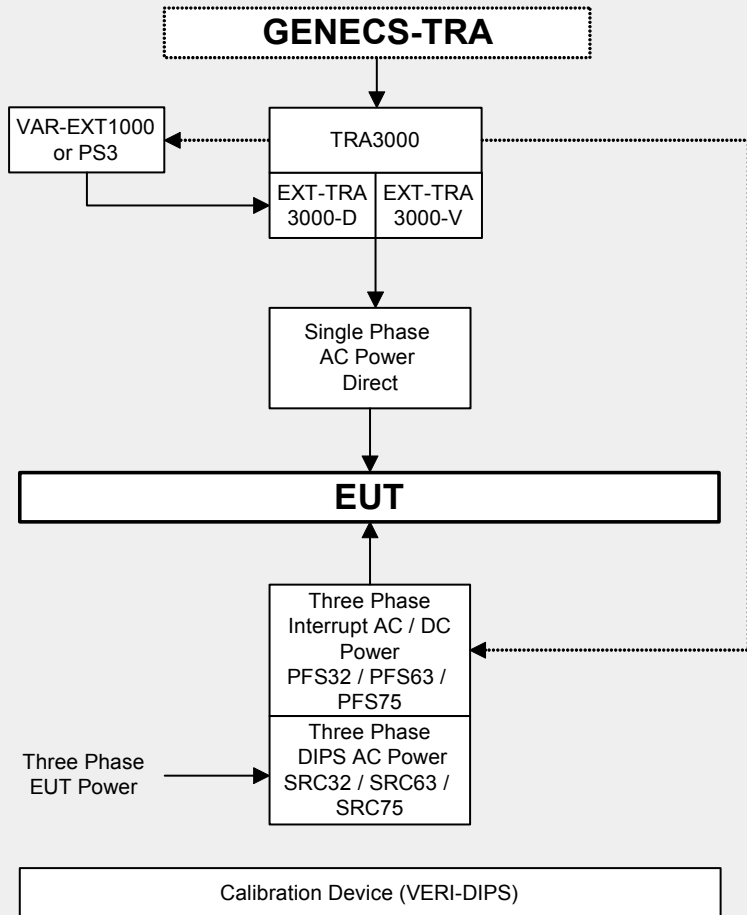 GENECS-TRA
VAR-EXT1000
or PS3
TRA3000
EXT-TRA
3000-D
EXT-TRA
3000-V
Single Phase
AC Power
Direct
EUT
Three Phase
Interrupt AC / DC
Power
PFS32 / PFS63 /
PFS75
Three Phase
DIPS AC Power
SRC32 / SRC63 /
SRC75
Three Phase
EUT Power
Calibration Device (VERI-DIPS)